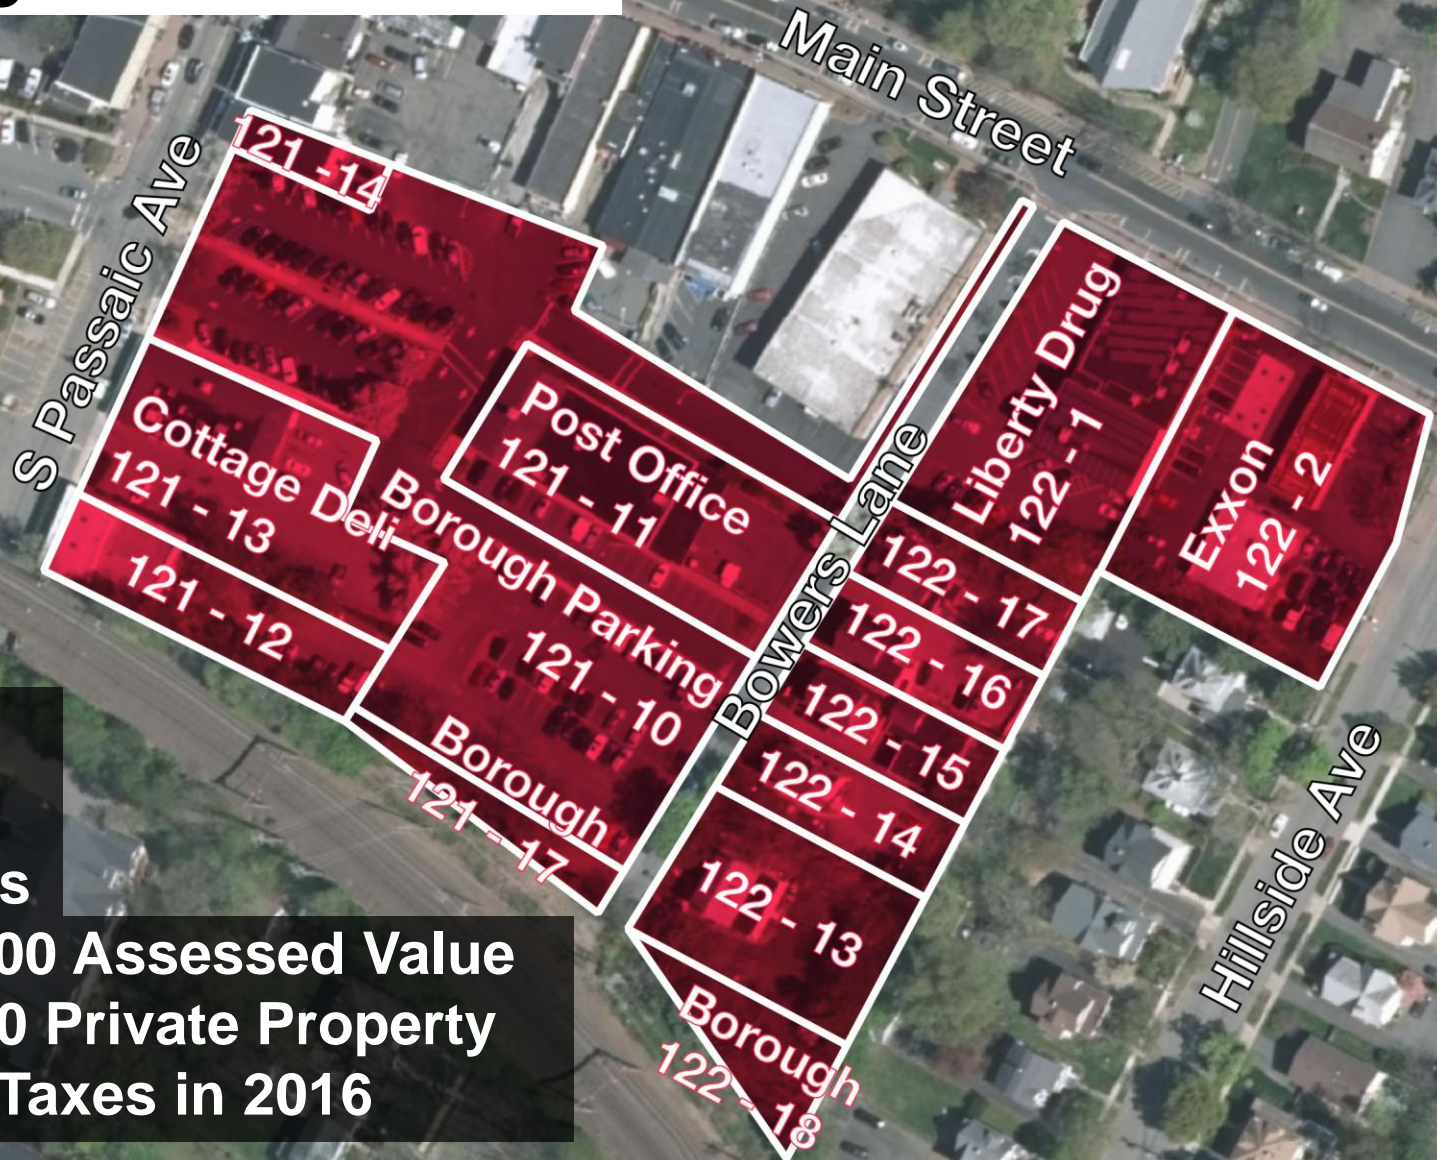 Main Street
S Passaic Ave
121 -14
Liberty Drug
122 - 1
Exxon
122 - 2
Post Office
121 - 11
Cottage Deli
121 - 13
Bowers Lane
Borough Parking
121 - 10
121 - 12
122 - 17
122 - 16
122 - 15
122 - 14
122 - 13
Borough
121 - 17
Borough
122 - 18
Hillside Ave
s
00 Assessed Value
0 Private Property
Taxes in 2016